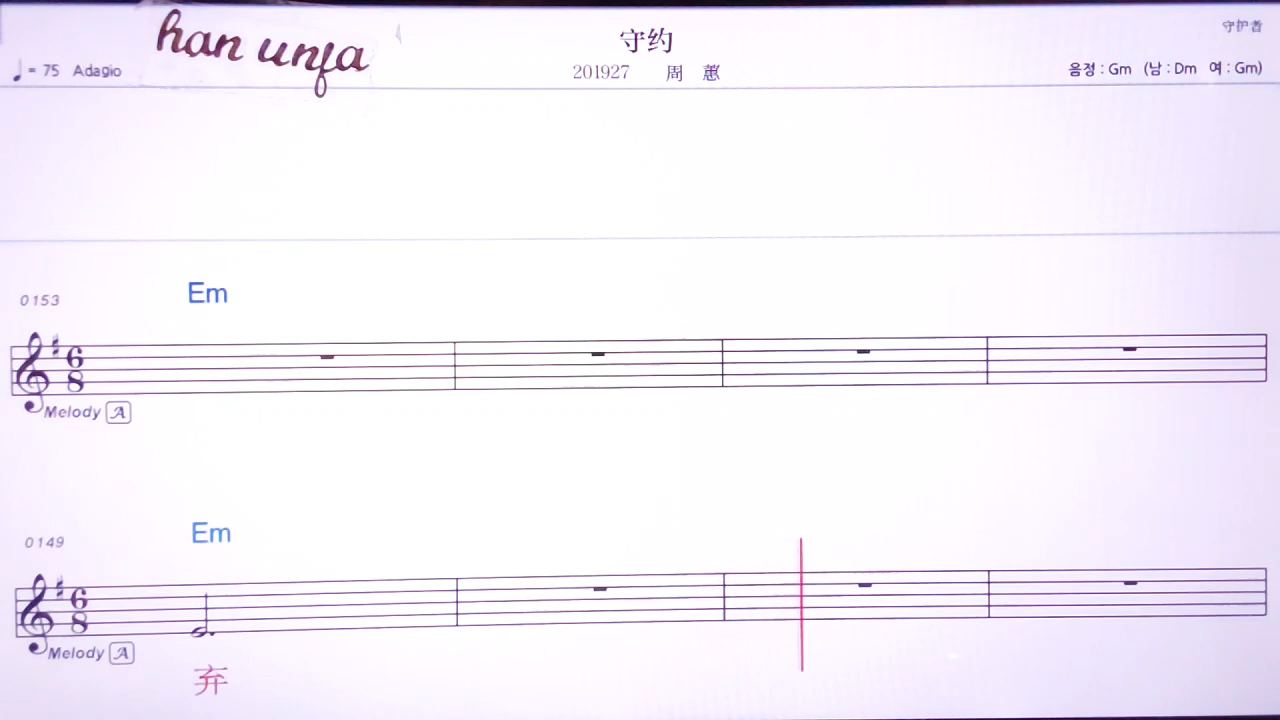 han unfa
守约
守护者
♩= 75 Adagio
201927 周 蕙
음정 : Gm (남 : Dm 여 : Gm)
Em
0153
6
8
Melody A
Em
0149
6
8
Melody A
弃